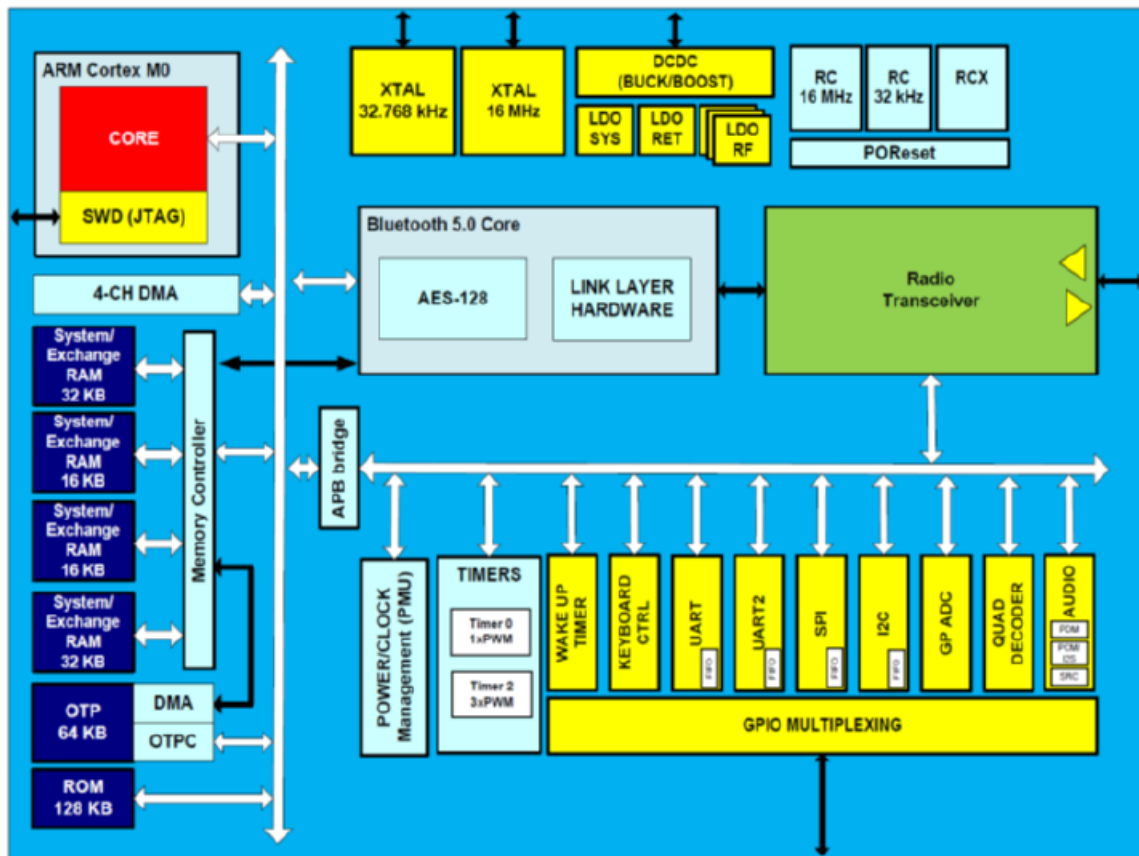 ARM Cortex M0
CORE
SWD (JTAG)
XTAL
32.768 kHz
XTAL
16 MHz
DCDC
(BUCK/BOOST)
LDO
SYS
LDO
RET
LDO
RF
RC
16 MHz
RC
32 kHz
RCX
POReset
4-CH DMA
Bluetooth 5.0 Core
AES-128
LINK LAYER
HARDWARE
Radio
Transceiver
System/
Exchange
RAM
32 KB
System/
Exchange
RAM
16 KB
System/
Exchange
RAM
16 KB
System/
Exchange
RAM
32 KB
Memory Controller
APB bridge
OTP
64 KB
DMA
OTPC
ROM
128 KB
POWER/CLOCK
Management (PMU)
TIMERS
Timer 0
1xPWM
Timer 2
3xPWM
WAKE UP
TIMER
KEYBOARD
CTRL
UART
FIFO
UART2
FIFO
SPI
FIFO
I2C
FIFO
GP ADC
QUAD
DECODER
AUDIO
PDM
PCM/
I2S
SRC
GPIO MULTIPLEXING